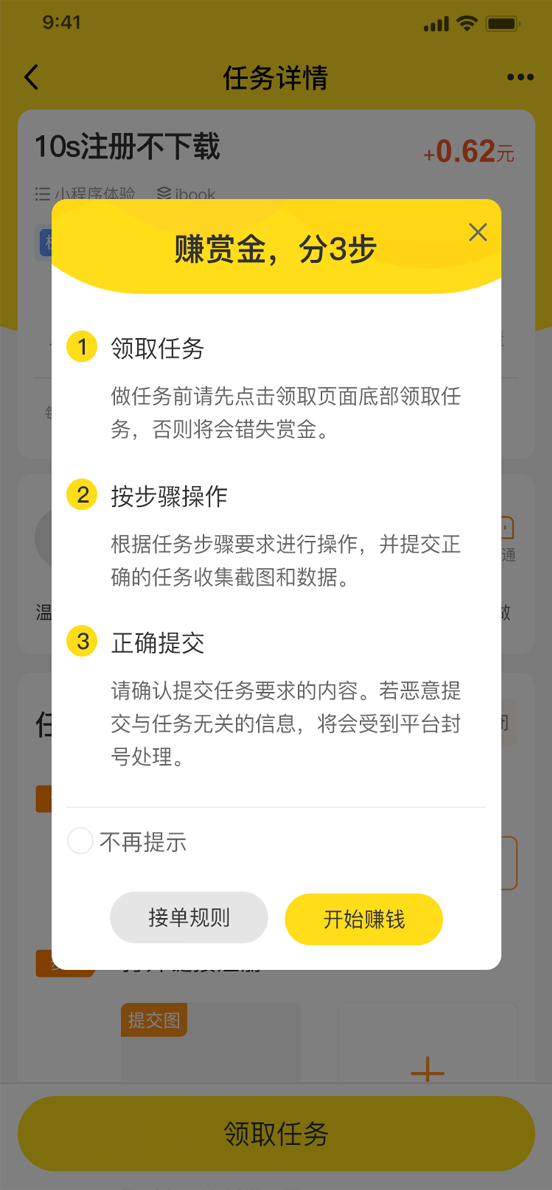 9:41
任务详情
10s注册不下载
+0.62元
小程序体验 ibook
赚赏金，分3步
1 领取任务
做任务前请先点击领取页面底部领取任
务，否则将会错失赏金。
2 按步骤操作
根据任务步骤要求进行操作，并提交正
确的任务收集截图和数据。
通
温
做
3 正确提交
请确认提交任务要求的内容。若恶意提
交与任务无关的信息，将会受到平台封
号处理。
任
不再提示
接单规则 开始赚钱
提交图
领取任务